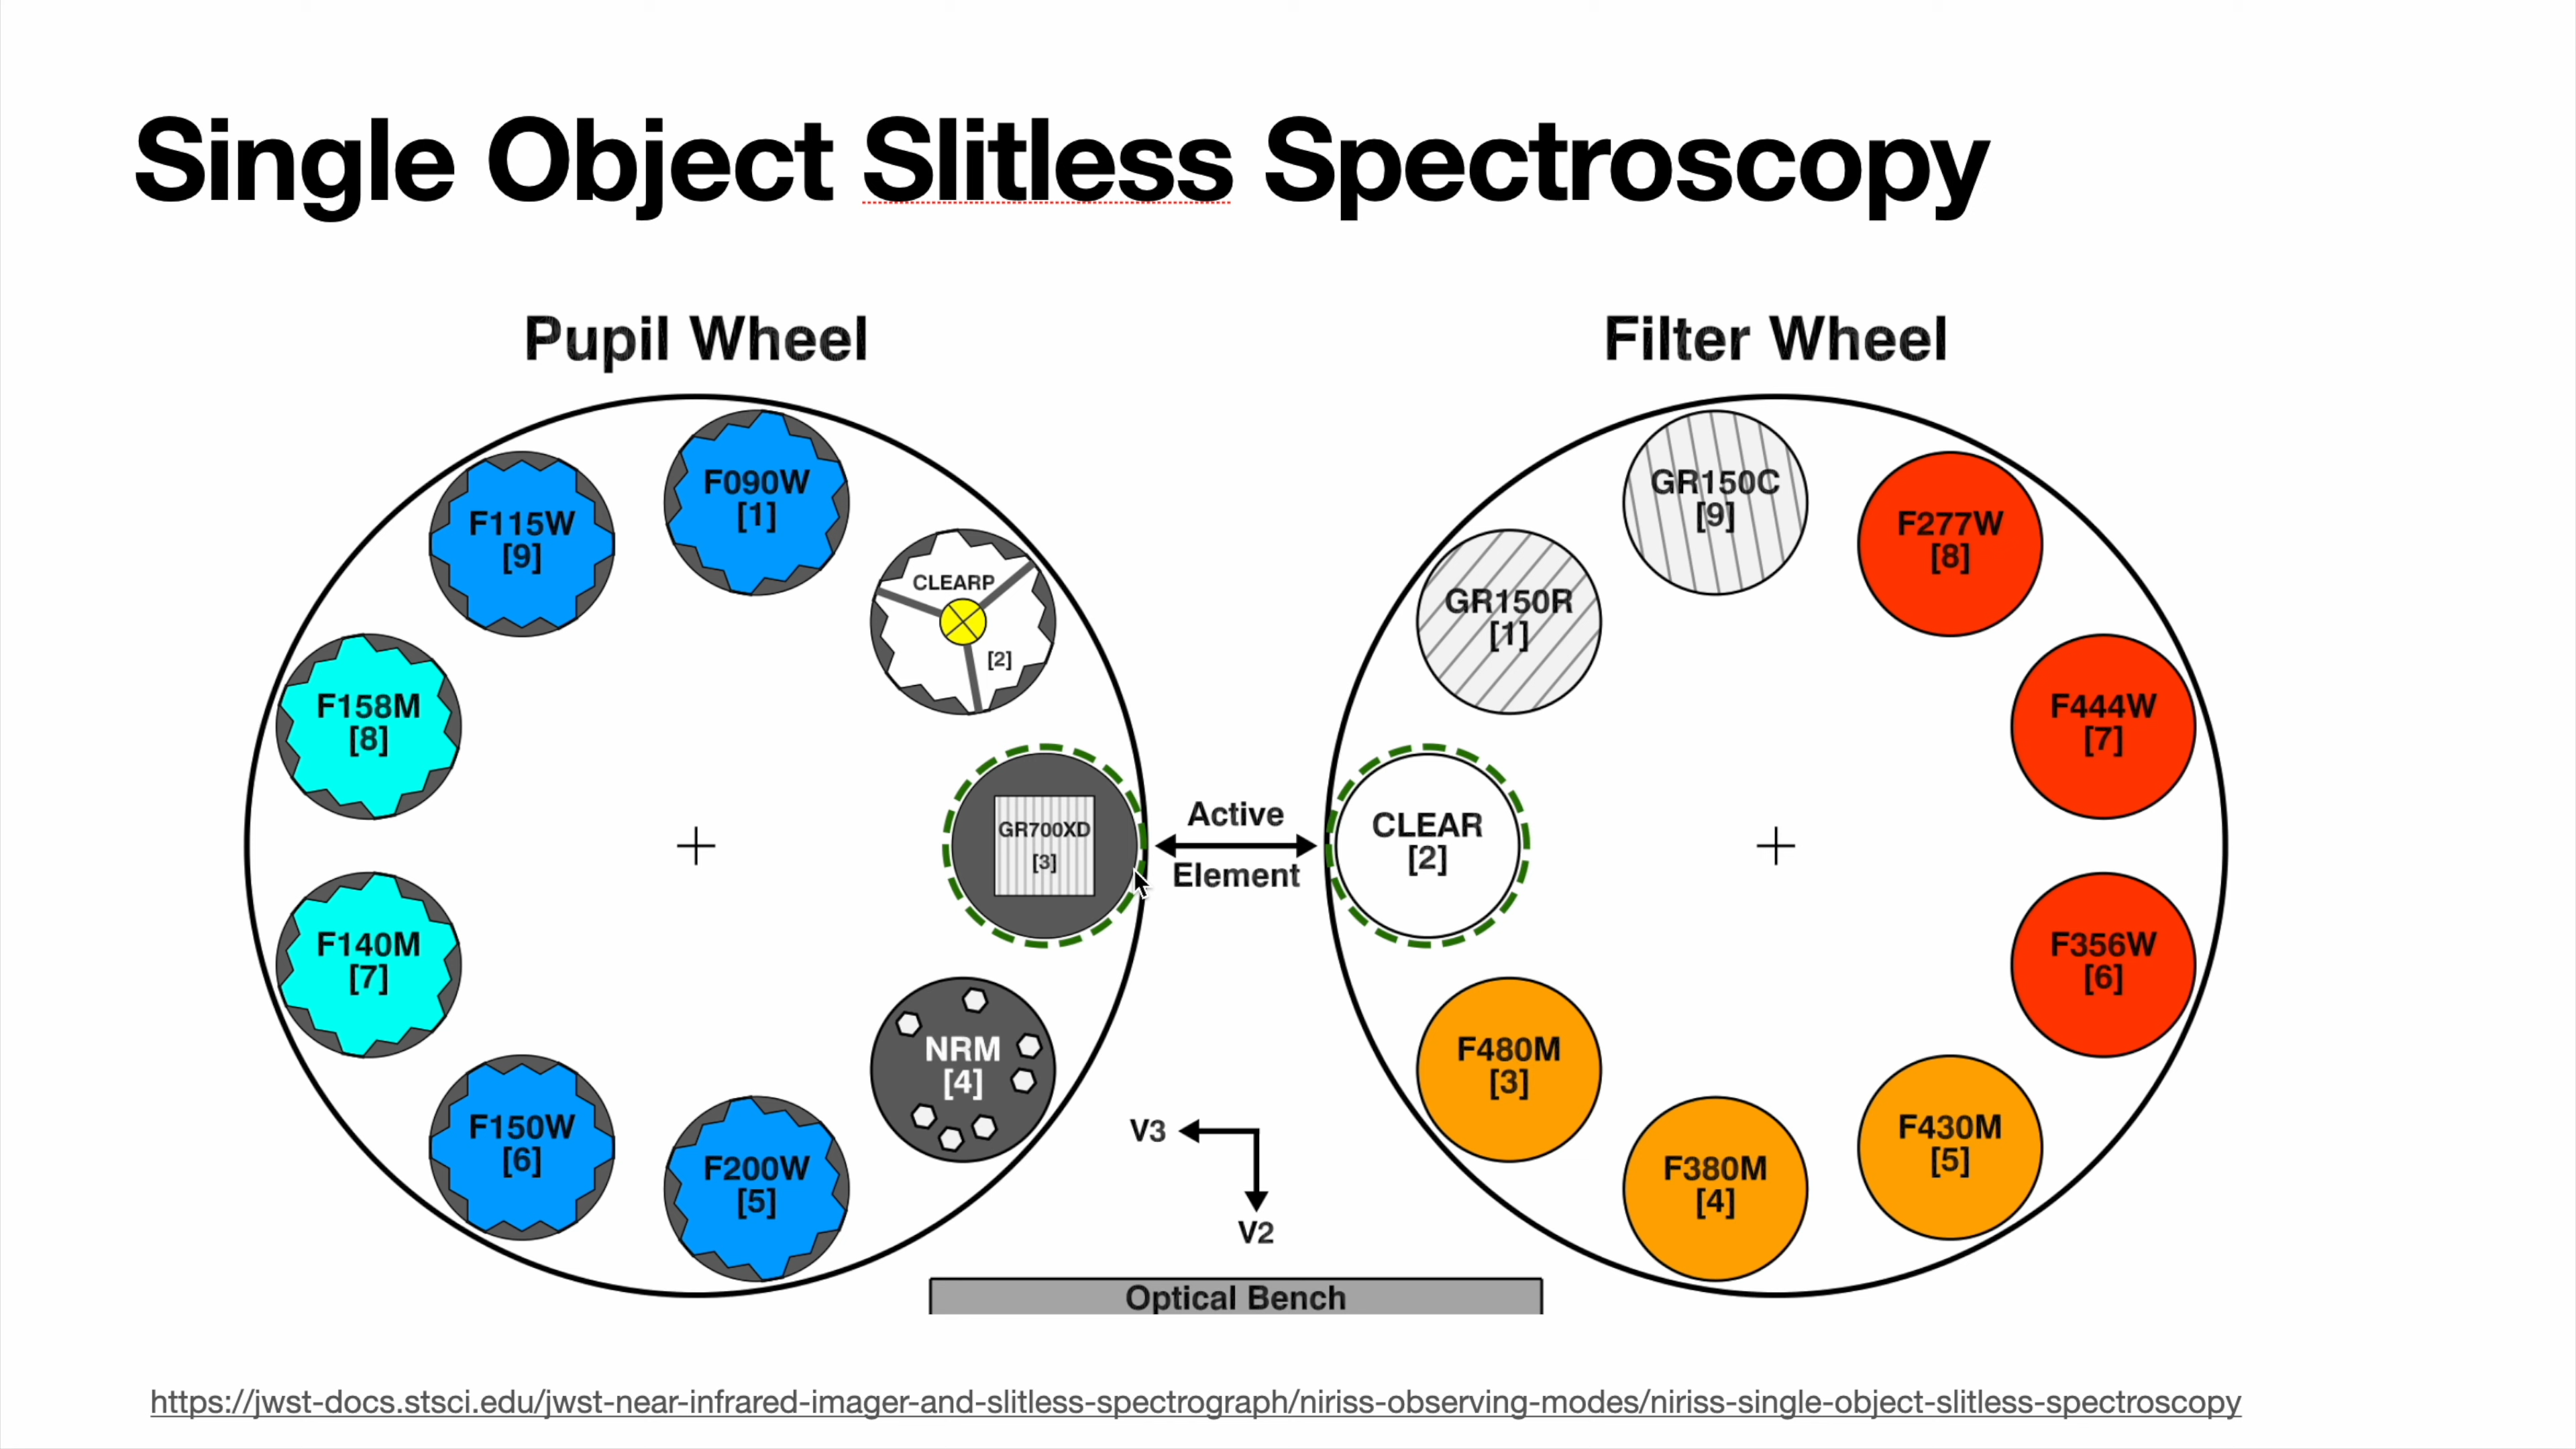 Single Object Slitless Spectroscopy
Pupil Wheel
F090W
[1]
F115W
[9]
CLEARP
[2]
F158M
[8]
GR700XD
[3]
F140M
[7]
NRM
[4]
F150W
[6]
F200W
[5]
Active
Element
V3
V2
Optical Bench
Filter Wheel
GR150C
[9]
F277W
[8]
GR150R
[1]
F444W
[7]
CLEAR
[2]
F356W
[6]
F480M
[3]
F430M
[5]
F380M
[4]
https://jwst-docs.stsci.edu/jwst-near-infrared-imager-and-slitless-spectrograph/niriss-observing-modes/niriss-single-object-slitless-spectroscopy